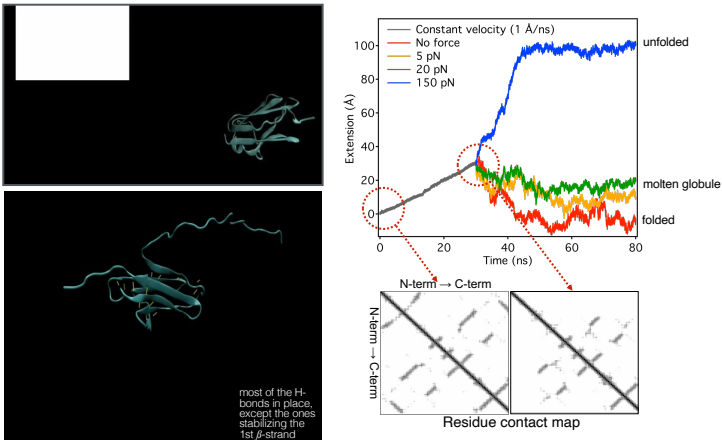 Constant velocity (1 Å/ns)
No force
5 pN
20 pN
150 pN
Extension (Å)
100
80
60
40
20
0
0
20
40
60
80
Time (ns)
unfolded
molten globule
folded
N-term → C-term
N-term → C-term
Residue contact map
most of the H-
bonds in place,
except the ones
stabilizing the
1st β-strand